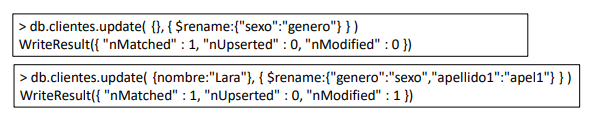 > db.clientes.update( {}, { $rename:{"sexo":"genero"} } )
WriteResult({ "nMatched" : 1, "nUpserted" : 0, "nModified" : 0 })
> db.clientes.update( {nombre:"Lara"}, { $rename:{"genero":"sexo","apellido1":"apel1"} } )
WriteResult({ "nMatched" : 1, "nUpserted" : 0, "nModified" : 1 })